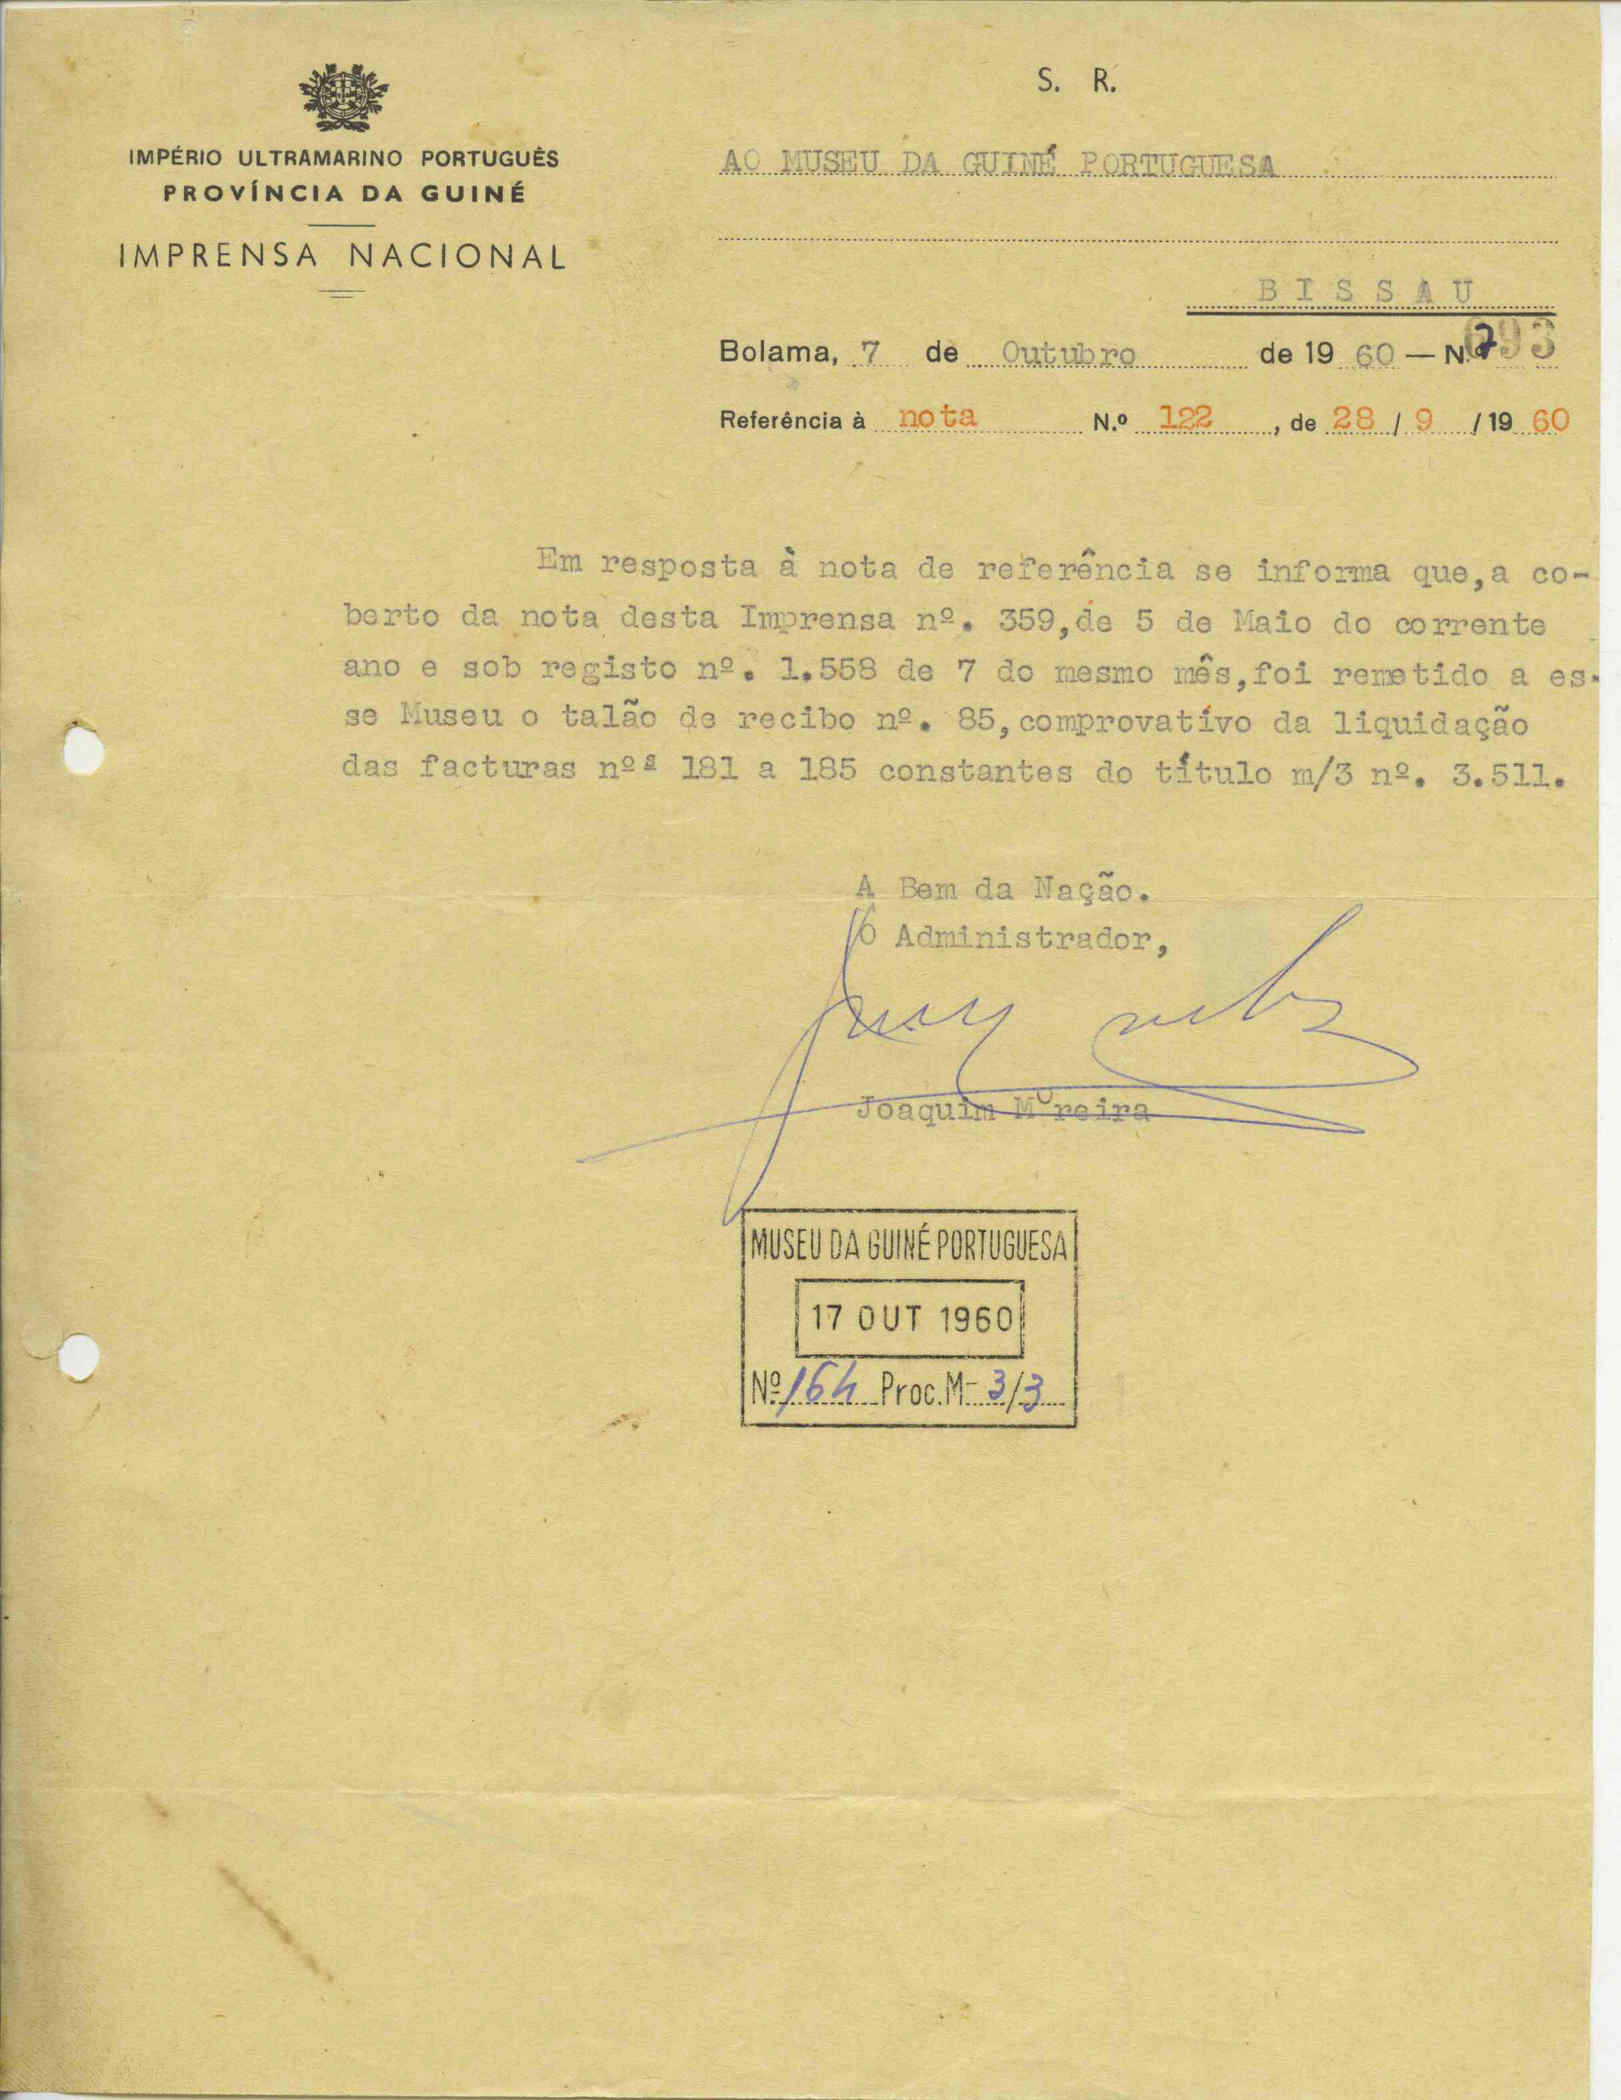 S. R.
IMPÉRIO ULTRAMARINO PORTUGUÊS
PROVÍNCIA DA GUINÉ
IMPRENSA NACIONAL
AO MUSEU DA GUINÉ PORTUGUESA
BISSAU
Bolama, 7 de Outubro de 1960 — N.º 793
Referência à nota N.º 122, de 28 / 9 / 1960
Em resposta à nota de referência se informa que,a co-
berto da nota desta Imprensa nº. 359,de 5 de Maio do corrente
ano e sob registo nº. 1.558 de 7 do mesmo mês,foi remetido a es-
se Museu o talão de recibo nº. 85,comprovativo da liquidação
das facturas nºs 181 a 185 constantes do título m/3 nº. 3.511.
A Bem da Nação.
O Administrador,
Joaquim Moreira
MUSEU DA GUINÉ PORTUGUESA
17 OUT 1960
Nº 164 Proc. M- 3/3